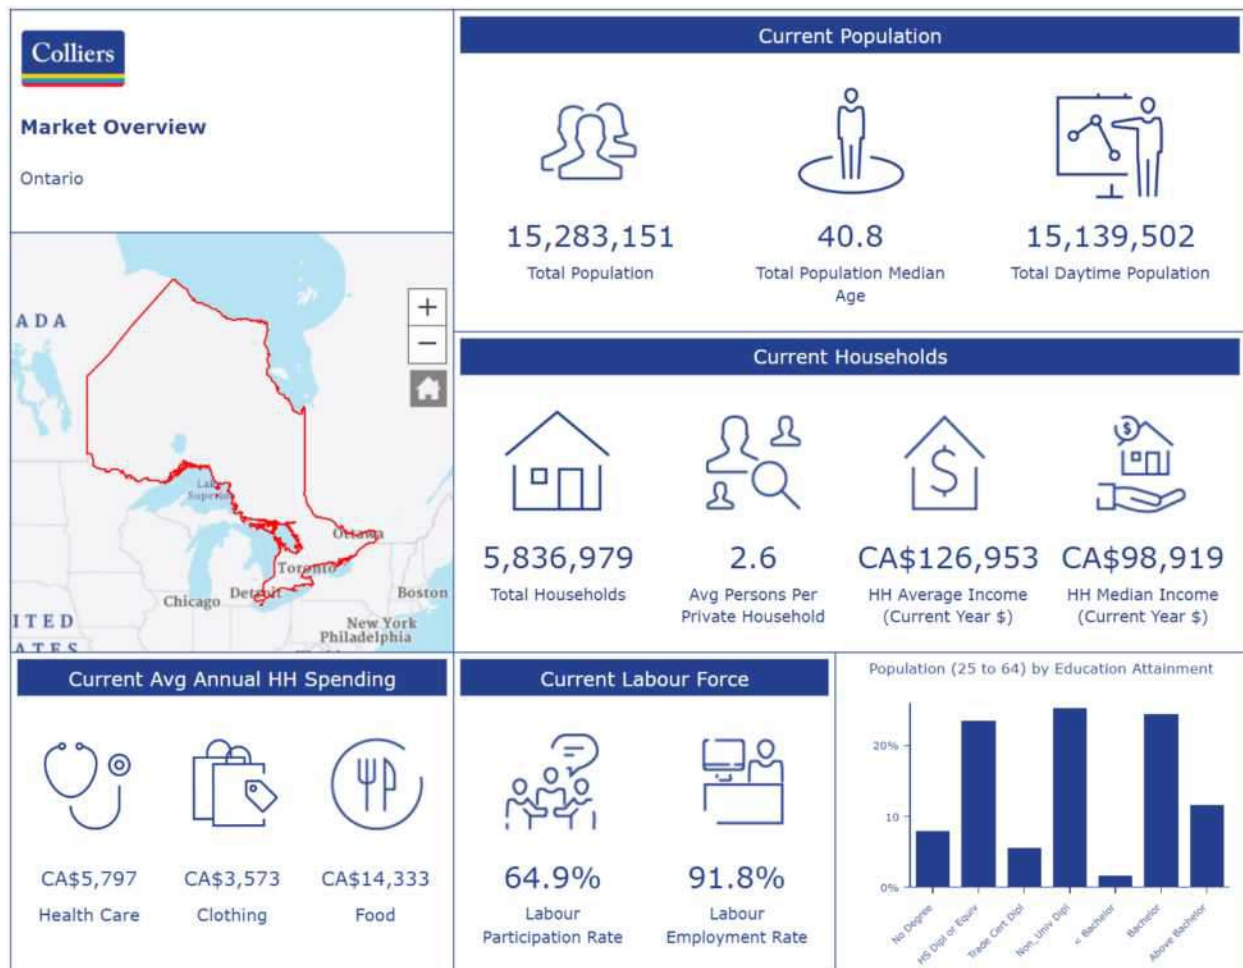 Colliers
Market Overview
Ontario
ADA
Lake
Superior
Ottawa
Toronto
Detroit
Chicago
Boston
New York
Philadelphia
ITED
ATES
+
−
Current Population
15,283,151
Total Population
40.8
Total Population Median
Age
15,139,502
Total Daytime Population
Current Households
5,836,979
Total Households
2.6
Avg Persons Per
Private Household
$
CA$126,953
HH Average Income
(Current Year $)
$
CA$98,919
HH Median Income
(Current Year $)
Current Avg Annual HH Spending
CA$5,797
Health Care
CA$3,573
Clothing
CA$14,333
Food
Current Labour Force
64.9%
Labour
Participation Rate
91.8%
Labour
Employment Rate
Population (25 to 64) by Education Attainment
20%
10
0%
No Degree
HS Dipl or Equiv
Trade Cert Dipl
Non_Univ Dipl
< Bachelor
Bachelor
Above Bachelor